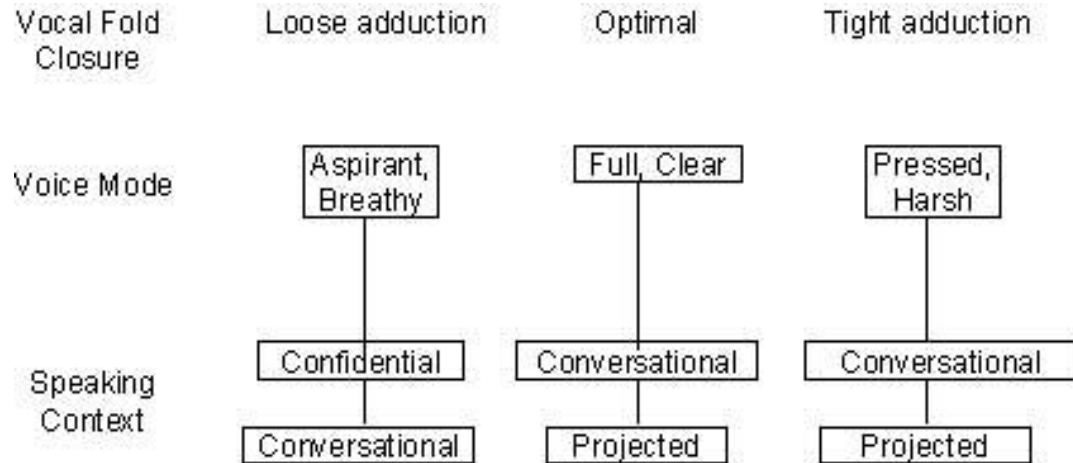 Vocal Fold
Closure
Loose adduction
Optimal
Tight adduction
Voice Mode
Aspirant,
Breathy
Full, Clear
Pressed,
Harsh
Speaking
Context
Confidential
Conversational
Conversational
Conversational
Projected
Projected